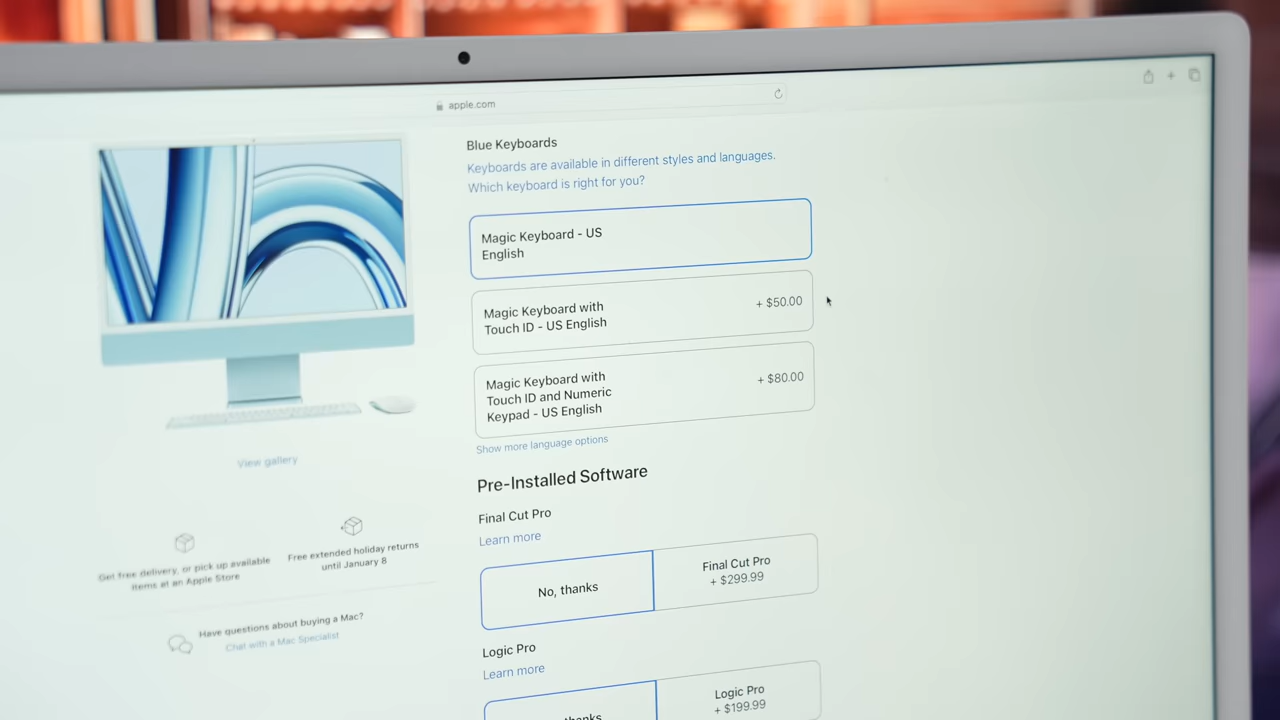 apple.com
Blue Keyboards
Keyboards are available in different styles and languages.
Which keyboard is right for you?
Magic Keyboard - US
English
Magic Keyboard with
Touch ID - US English
+ $50.00
Magic Keyboard with
Touch ID and Numeric
Keypad - US English
+ $80.00
Show more language options
View gallery
Get free delivery, or pick up available
items at an Apple Store
Free extended holiday returns
until January 8
Have questions about buying a Mac?
Chat with a Mac Specialist
Pre-Installed Software
Final Cut Pro
Learn more
No, thanks
Final Cut Pro
+ $299.99
Logic Pro
Learn more
thanks
Logic Pro
+ $199.99